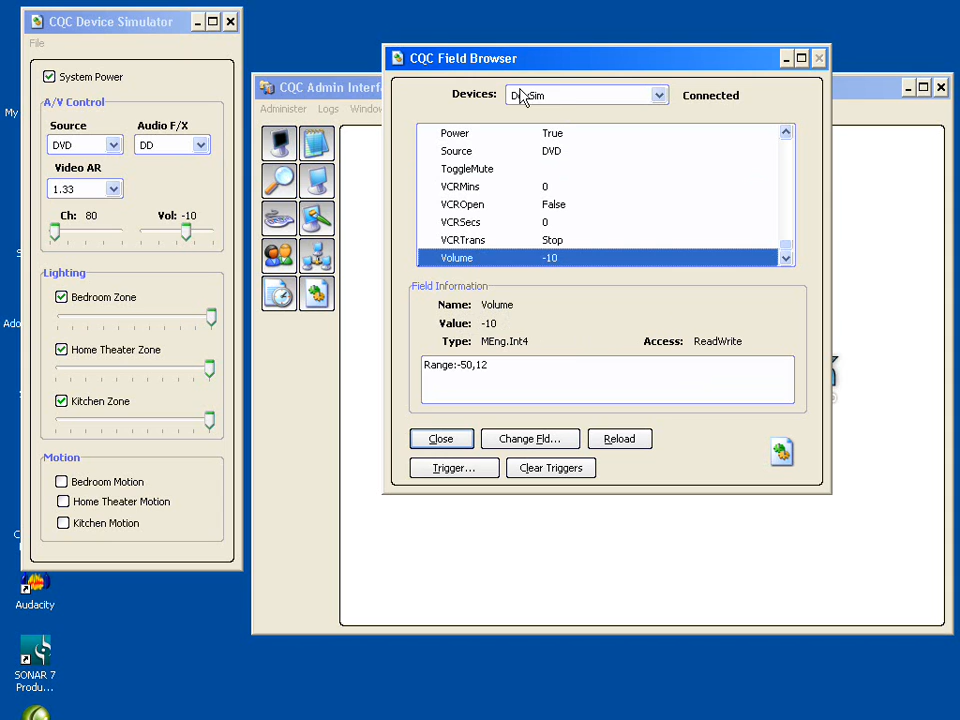 CQC Device Simulator
File
System Power
A/V Control
Source
Audio F/X
DVD
DD
Video AR
1.33
Ch: 80
Vol: -10
Lighting
Bedroom Zone
Home Theater Zone
Kitchen Zone
Motion
Bedroom Motion
Home Theater Motion
Kitchen Motion
CQC Admin Interf
Administer Logs Window
CQC Field Browser
Devices:
Connected
Power True
Source DVD
ToggleMute
VCRMins 0
VCROpen False
VCRSecs 0
VCRTrans Stop
Volume -10
Field Information
Name: Volume
Value: -10
Type: MEng.Int4
Access: ReadWrite
Range:-50,12
Close
Change Fld...
Reload
Trigger...
Clear Triggers
My
Ado
Audacity
SONAR 7
Produ...